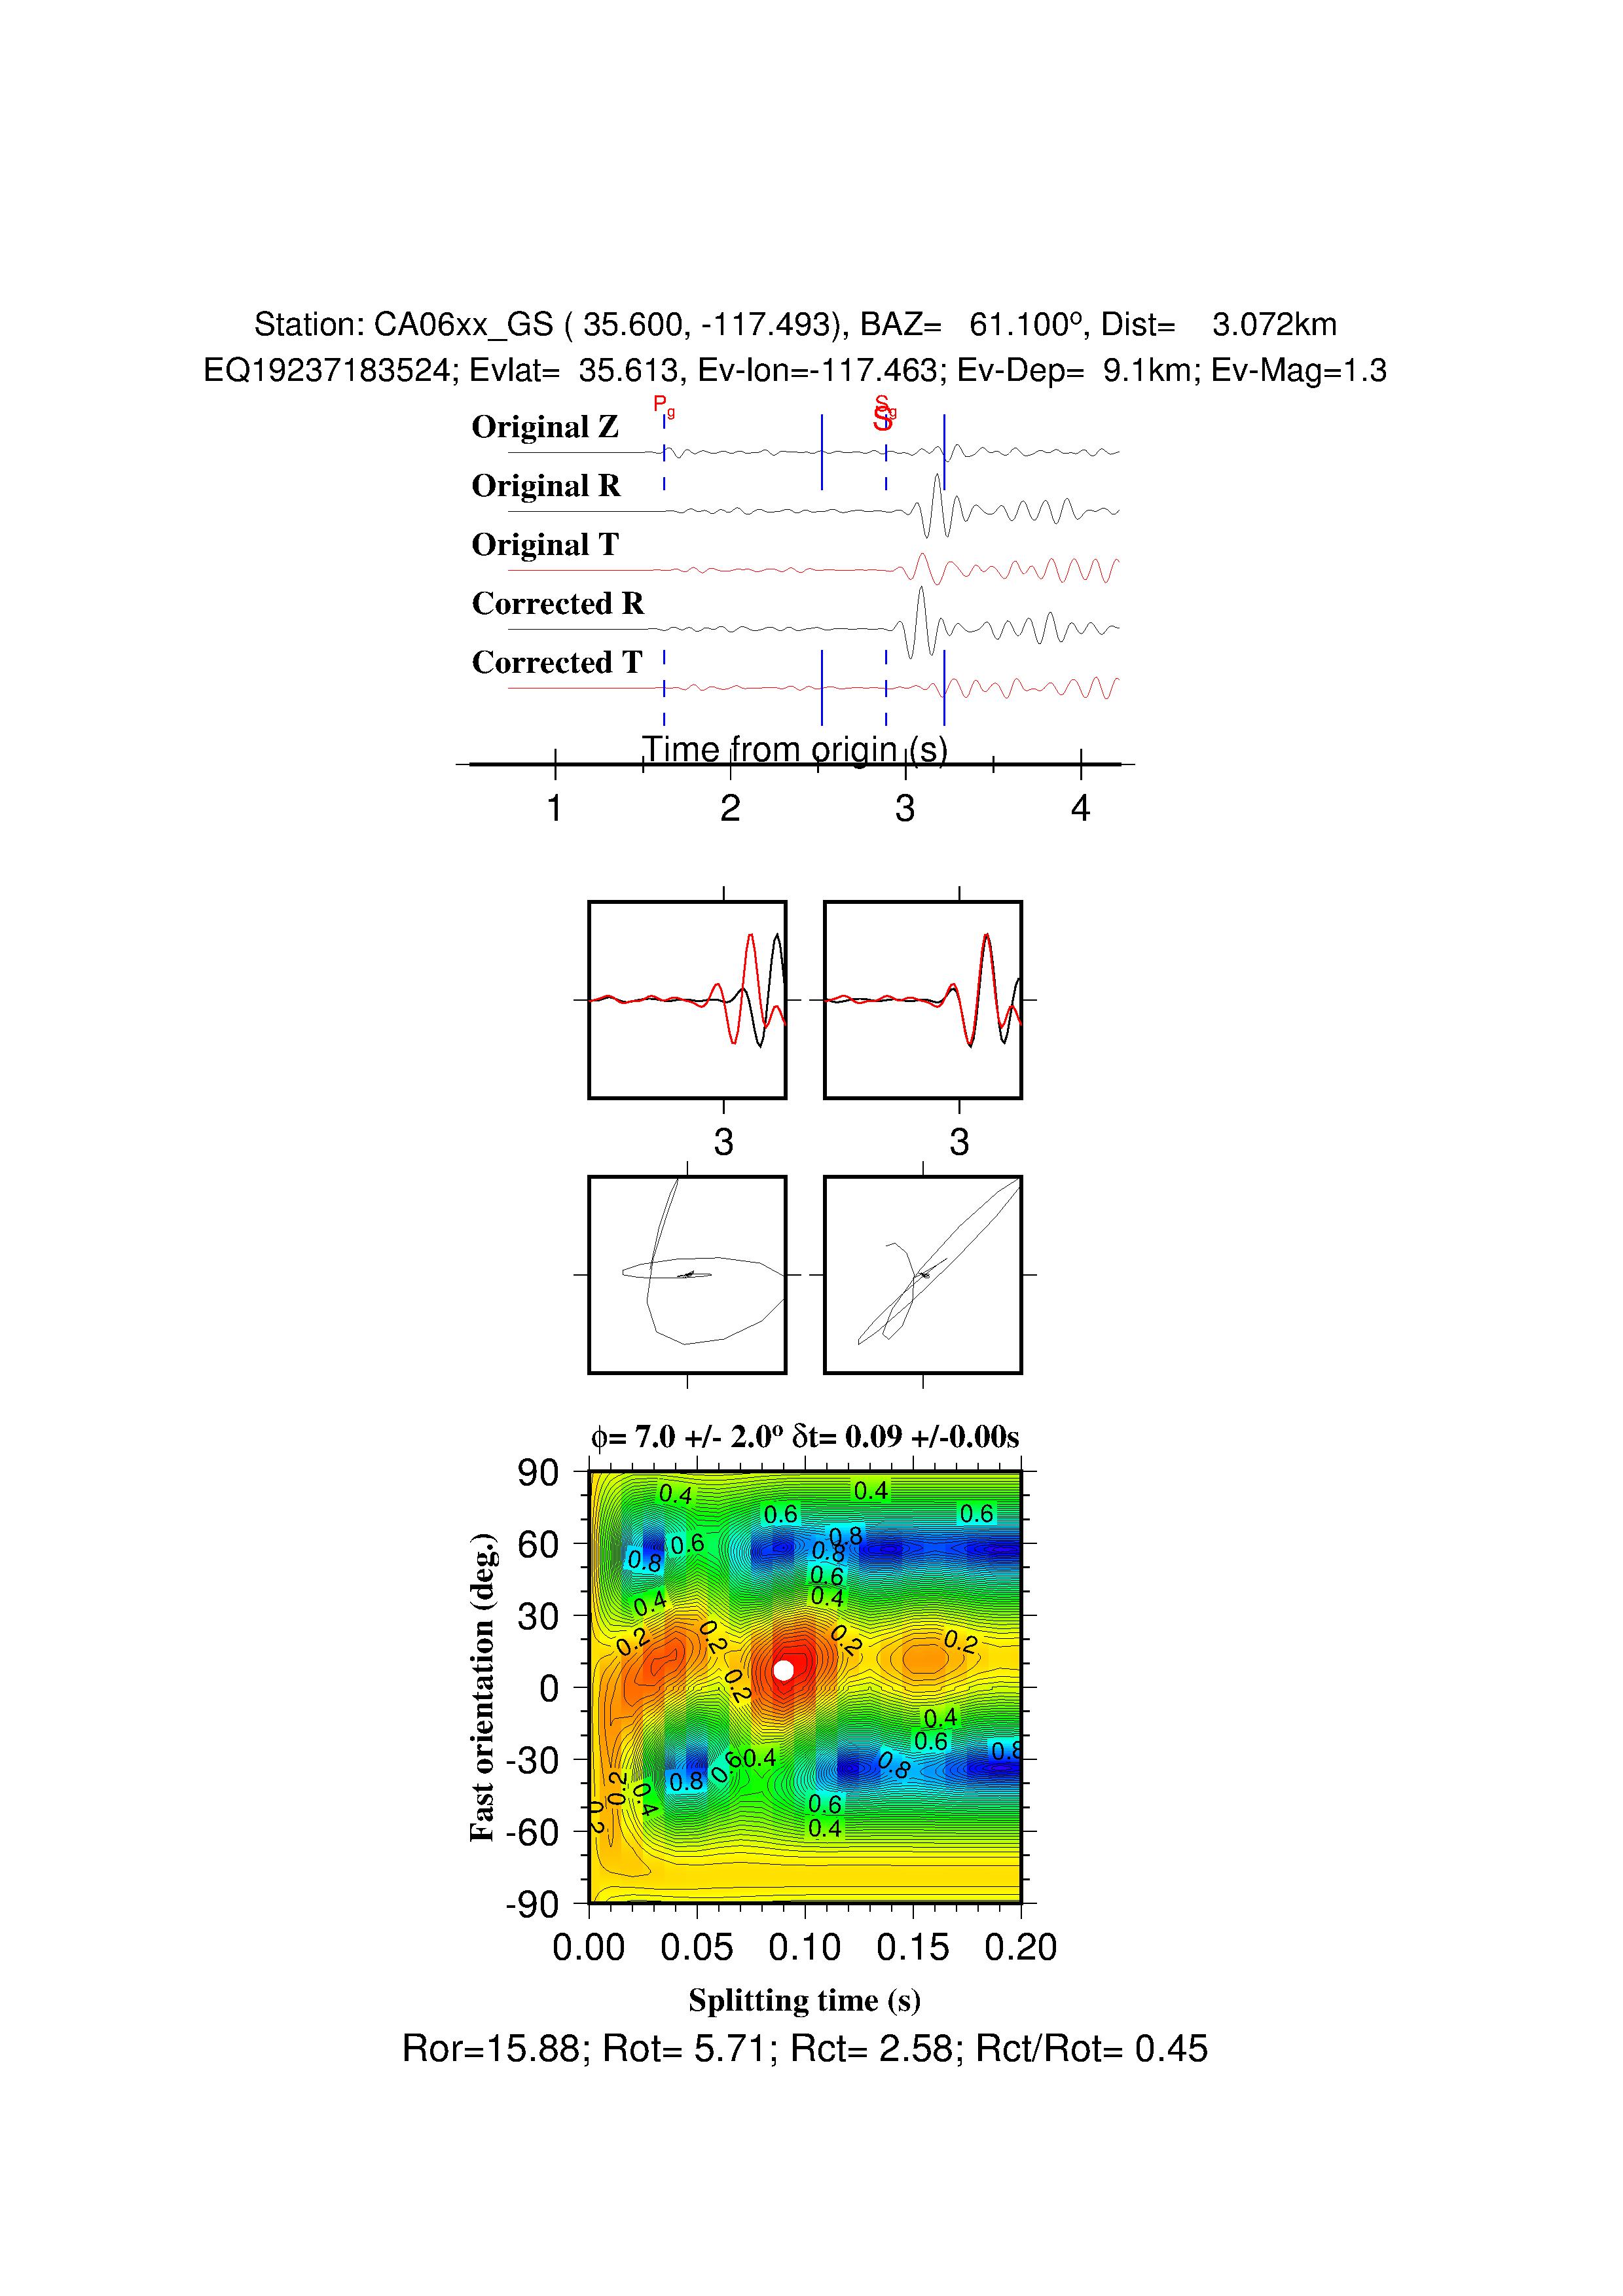 Station: CA06xx_GS ( 35.600, -117.493), BAZ= 61.100º, Dist= 3.072km
EQ19237183524; Evlat= 35.613, Ev-lon=-117.463; Ev-Dep= 9.1km; Ev-Mag=1.3
Pg Sg
S
Original Z
Original R
Original T
Corrected R
Corrected T
Time from origin (s)
1 2 3 4
3 3
ϕ= 7.0 +/- 2.0º δt= 0.09 +/-0.00s
90
60
30
0
-30
-60
-90
Fast orientation (deg.)
0.4 0.4
0.6 0.6
0.8 0.6 0.8
0.8
0.6
0.4 0.4
0.2 0.2 0.2 0.2
0.2
0.4
0.6
0.6 0.4 0.8 0.8
0.8
0.2 0.4 0.6
0.2 0.4
0.00 0.05 0.10 0.15 0.20
Splitting time (s)
Ror=15.88; Rot= 5.71; Rct= 2.58; Rct/Rot= 0.45